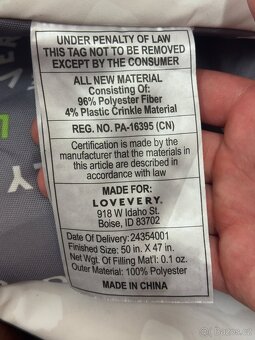 UNDER PENALTY OF LAW
THIS TAG NOT TO BE REMOVED
EXCEPT BY THE CONSUMER
ALL NEW MATERIAL
Consisting Of:
96% Polyester Fiber
4% Plastic Crinkle Material
REG. NO. PA-16395 (CN)
Certification is made by the
manufacturer that the materials in
this article are described in
accordance with law
MADE FOR:
LOVEVERY.
918 W Idaho St.
Boise, ID 83702
Date Of Delivery: 24354001
Finished Size: 50 in. X 47 in.
Net Wgt. Of Filling Mat'l: 0.1 oz.
Outer Material: 100% Polyester
MADE IN CHINA